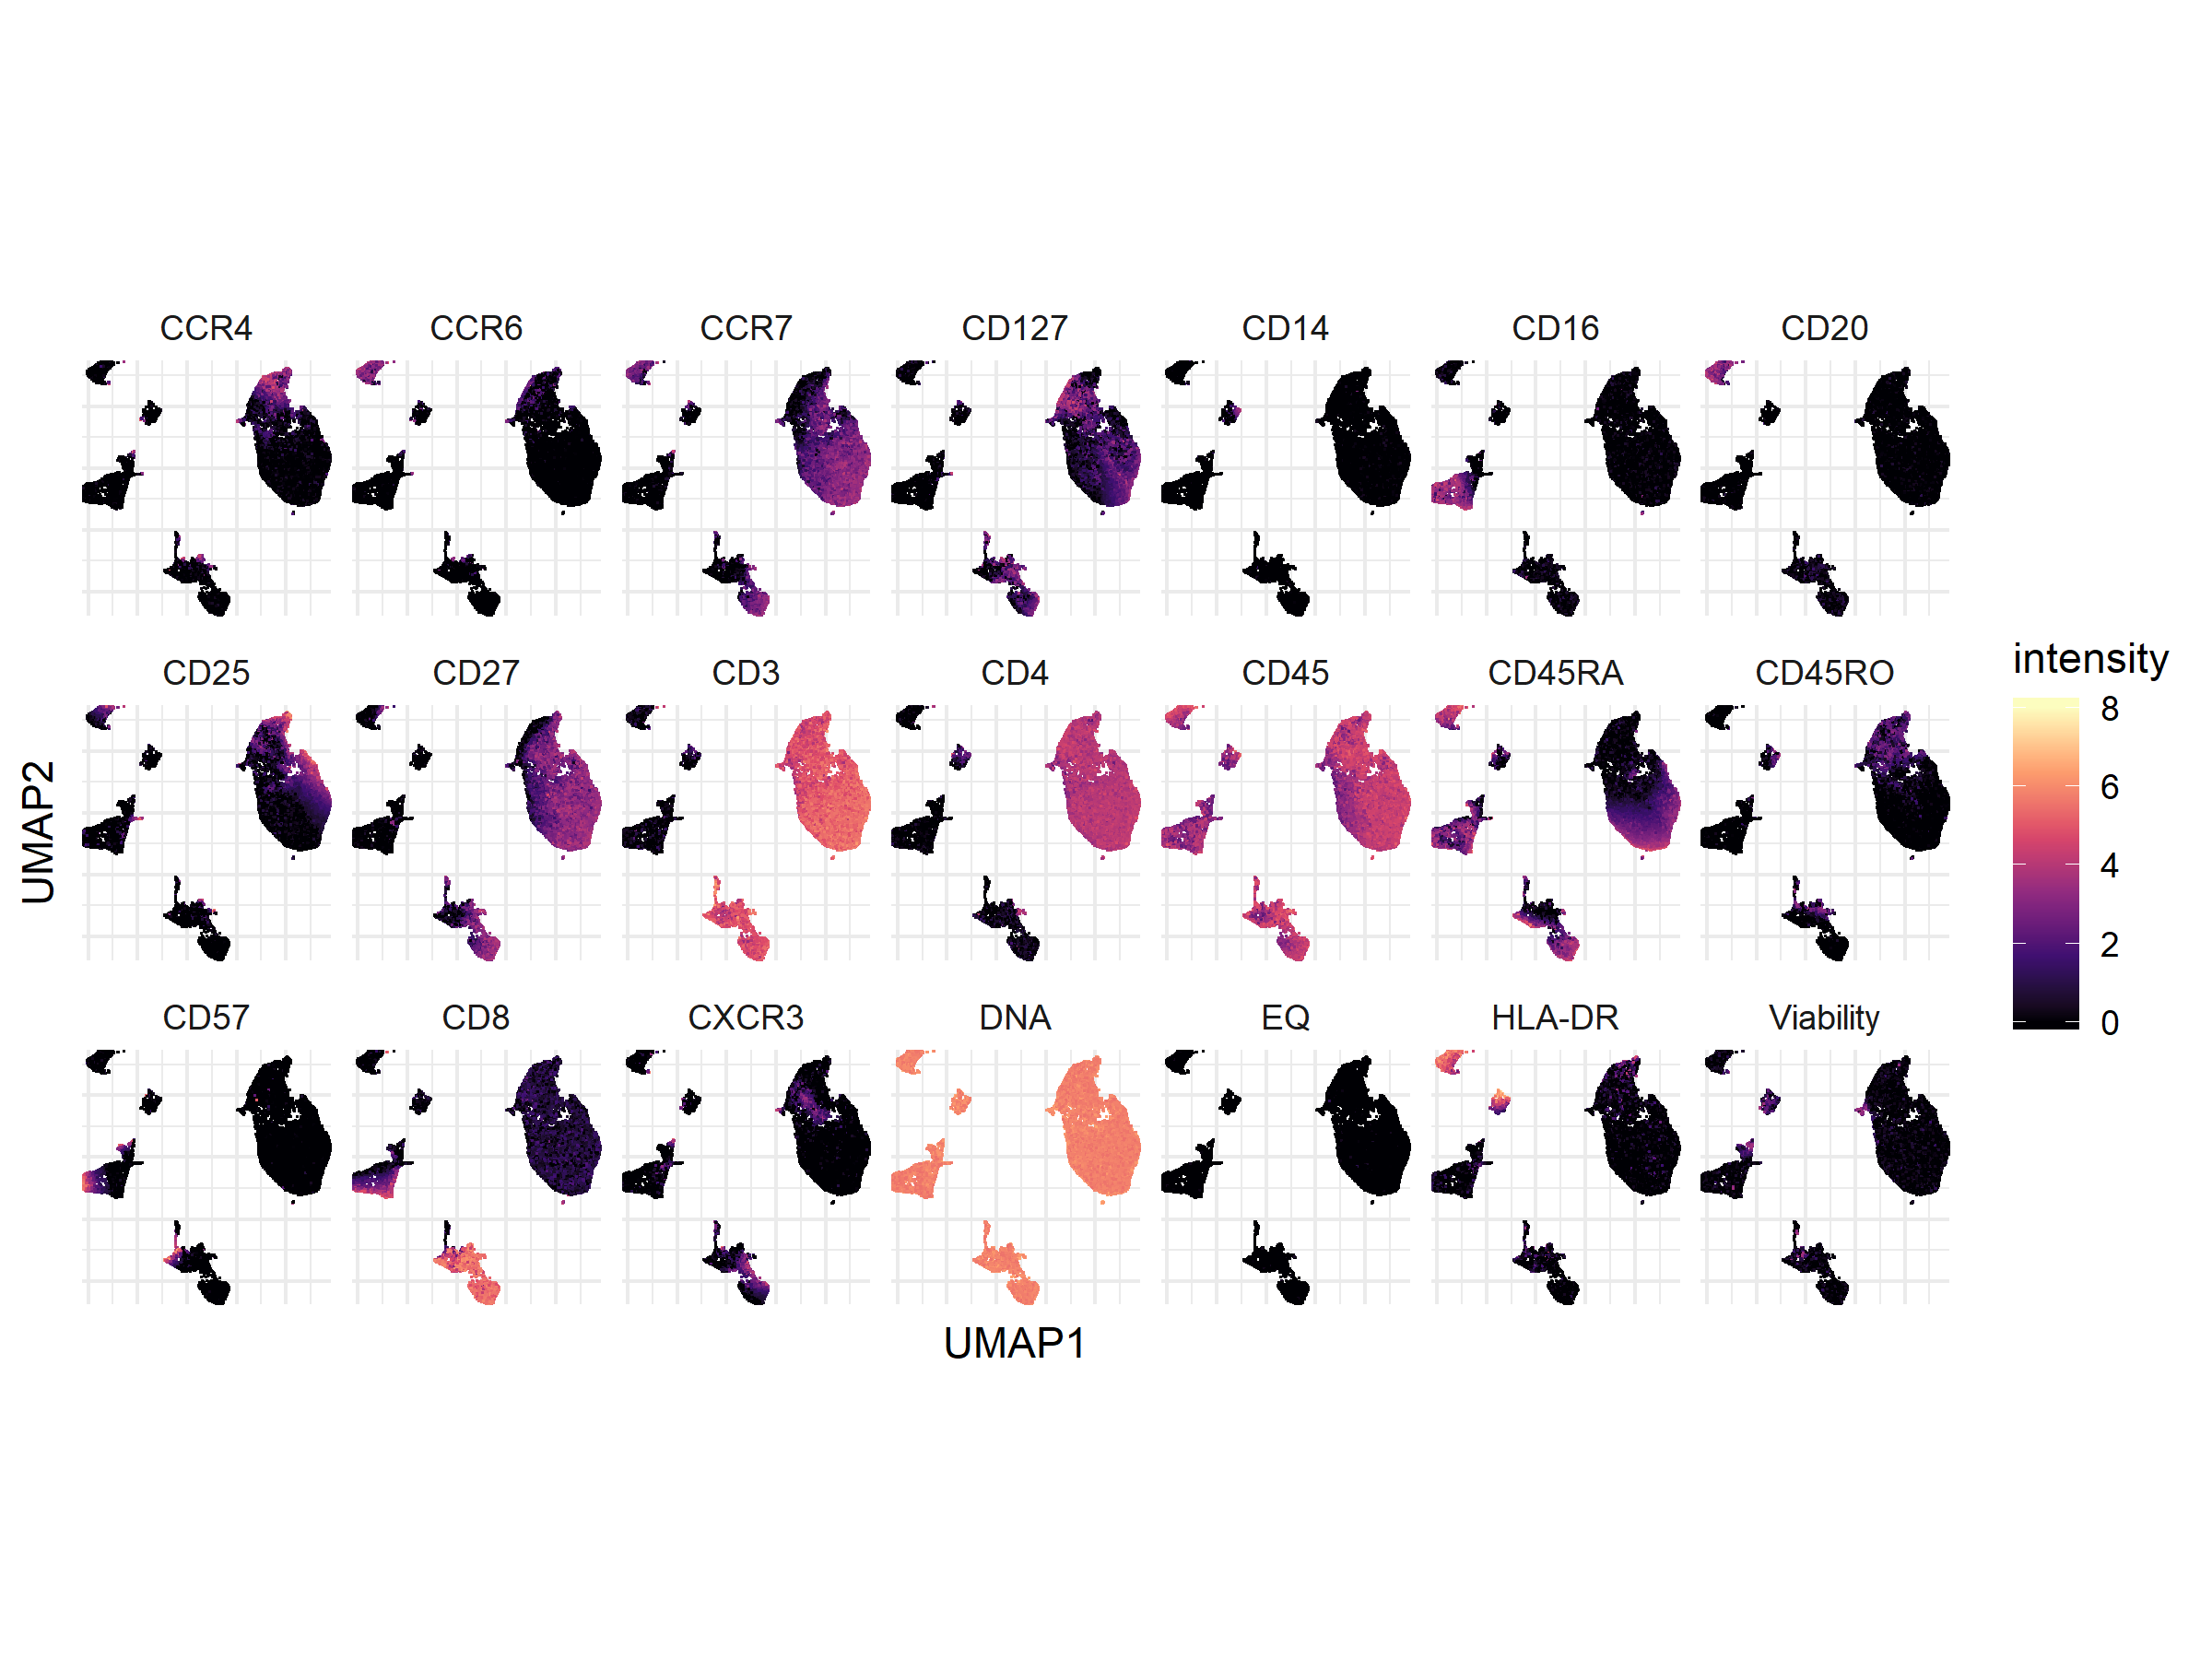 CCR4 CCR6 CCR7 CD127 CD14 CD16 CD20
CD25 CD27 CD3 CD4 CD45 CD45RA CD45RO
CD57 CD8 CXCR3 DNA EQ HLA-DR Viability
UMAP2
UMAP1
intensity
8
6
4
2
0